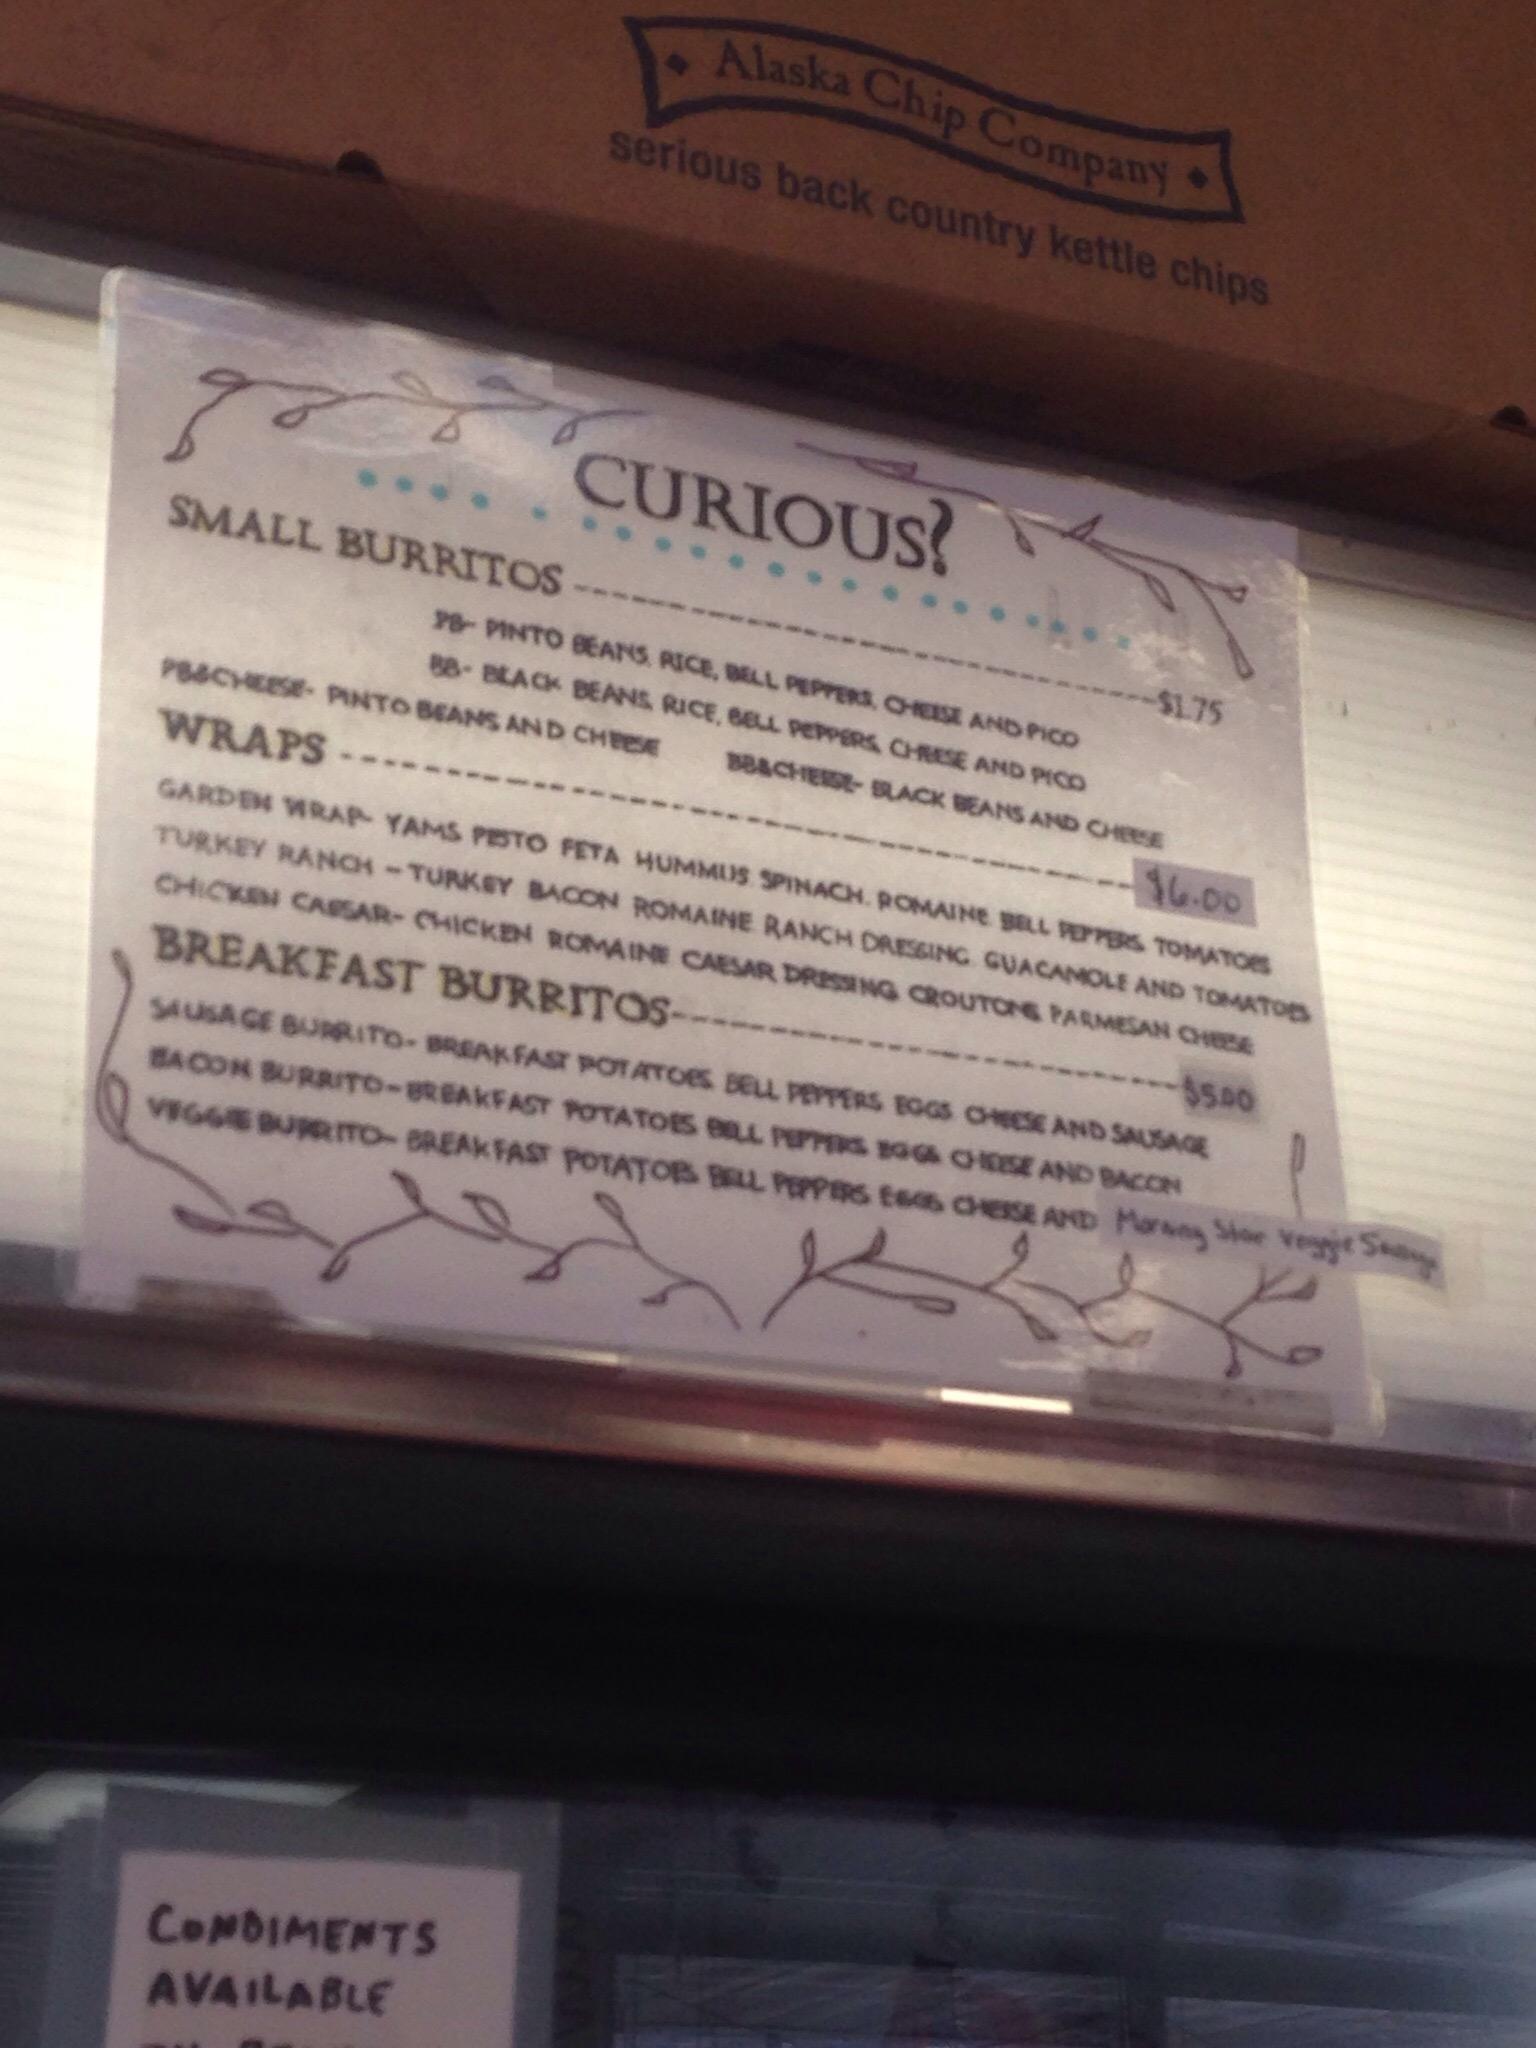 Alaska Chip Company
serious back country kettle chips
CURIOUS?
SMALL BURRITOS ------------------------------ $1.75
PB- PINTO BEANS, RICE, BELL PEPPERS, CHEESE AND PICO
BB- BLACK BEANS, RICE, BELL PEPPERS, CHEESE AND PICO
PB&CHEESE- PINTO BEANS AND CHEESE BB&CHEESE- BLACK BEANS AND CHEESE
WRAPS ---------------------------------------- $6.00
GARDEN WRAP- YAMS PESTO FETA HUMMUS SPINACH, ROMAINE BELL PEPPERS TOMATOES
TURKEY RANCH - TURKEY BACON ROMAINE RANCH DRESSING GUACAMOLE AND TOMATOES
CHICKEN CAESAR- CHICKEN ROMAINE CAESAR DRESSING, CROUTONS, PARMESAN CHEESE
BREAKFAST BURRITOS-------------------------- $5.00
SAUSAGE BURRITO- BREAKFAST POTATOES BELL PEPPERS EGGS CHEESE AND SAUSAGE
BACON BURRITO- BREAKFAST POTATOES BELL PEPPERS EGGS CHEESE AND BACON
VEGGIE BURRITO- BREAKFAST POTATOES BELL PEPPERS EGGS CHEESE AND Morning Star Veggie Sausage
CONDIMENTS
AVAILABLE